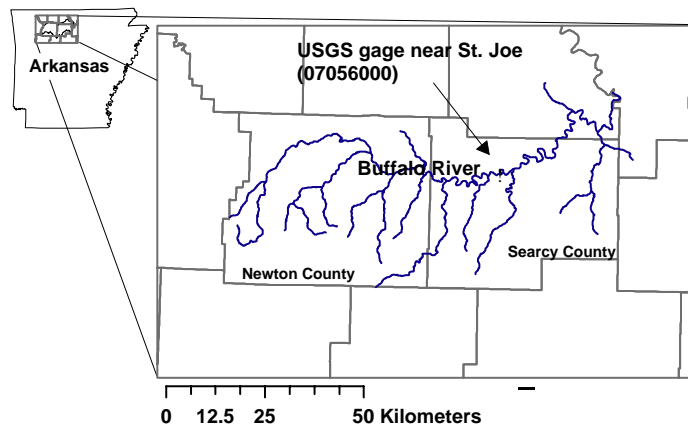 USGS gage near St. Joe
(07056000)
Arkansas
Buffalo River
Searcy County
Newton County
0 12.5 25 50 Kilometers